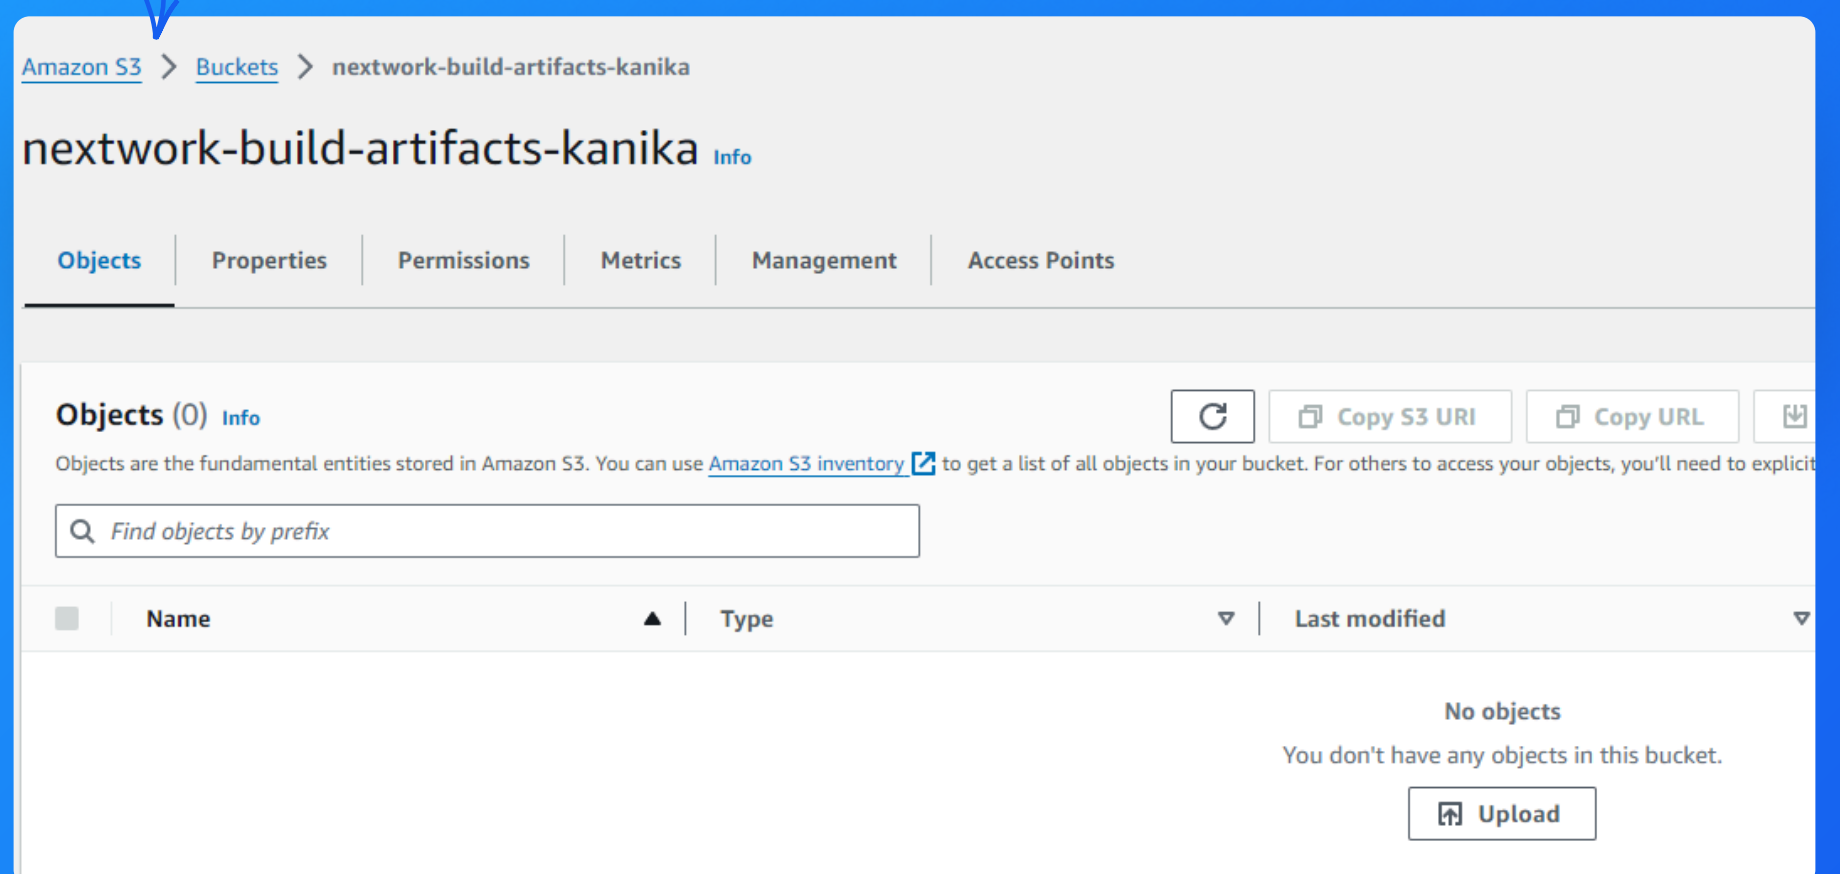 Amazon S3 > Buckets > nextwork-build-artifacts-kanika
nextwork-build-artifacts-kanika Info
Objects Properties Permissions Metrics Management Access Points
Objects (0) Info
Copy S3 URI Copy URL
Objects are the fundamental entities stored in Amazon S3. You can use Amazon S3 inventory to get a list of all objects in your bucket. For others to access your objects, you'll need to explicit
Find objects by prefix
Name Type Last modified
No objects
You don't have any objects in this bucket.
Upload